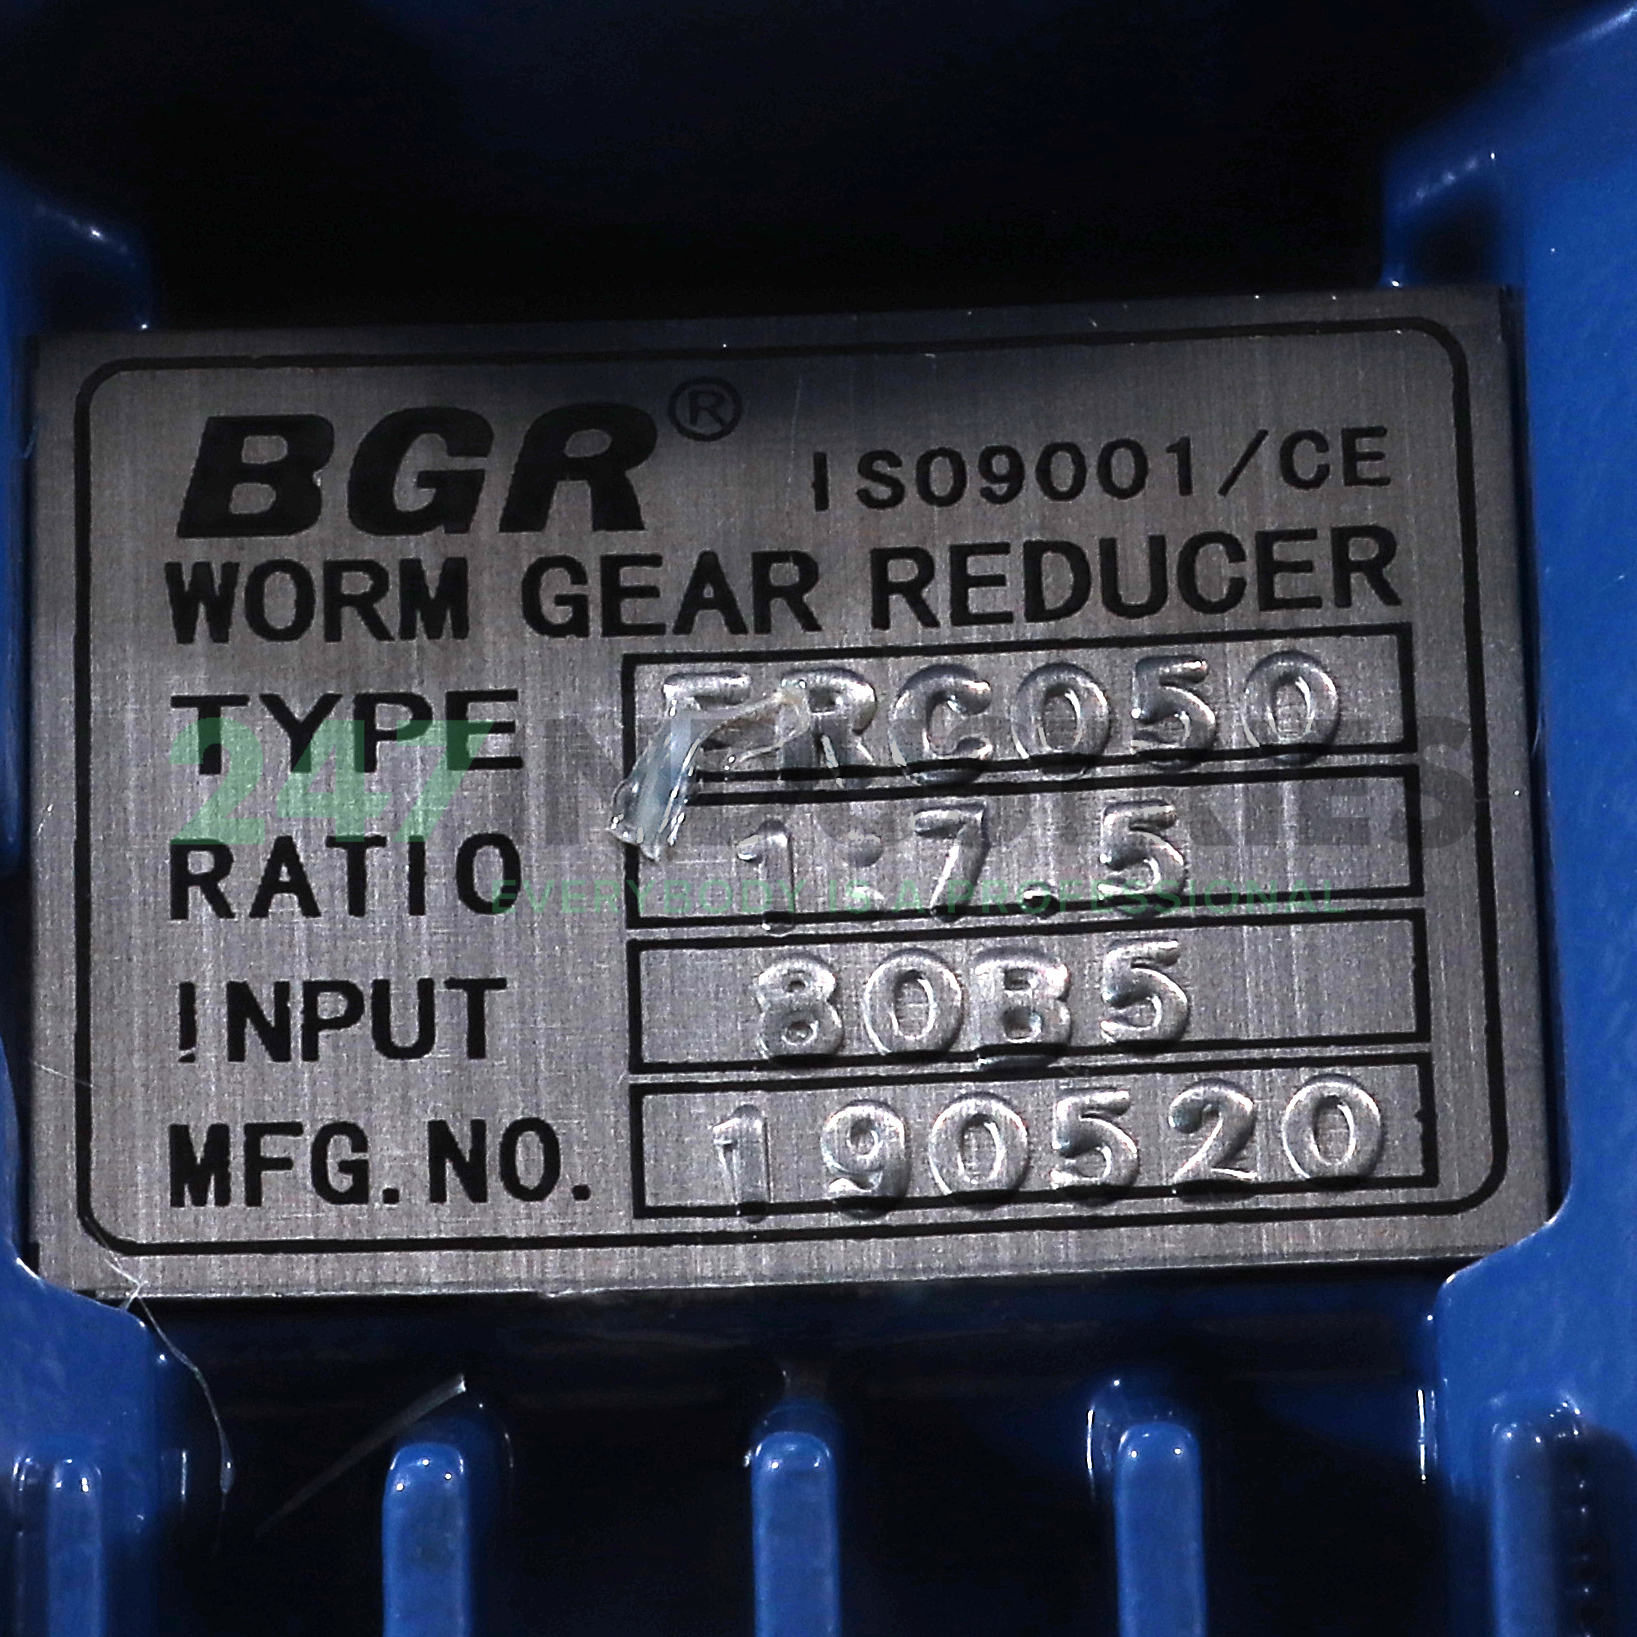 BGR® ISO9001/CE
WORM GEAR REDUCER
TYPE
RATIO 1:7.5
INPUT 80B5
MFG.NO. 190520
247 INDUSTRIES
EVERYBODY IS A PROFESSIONAL